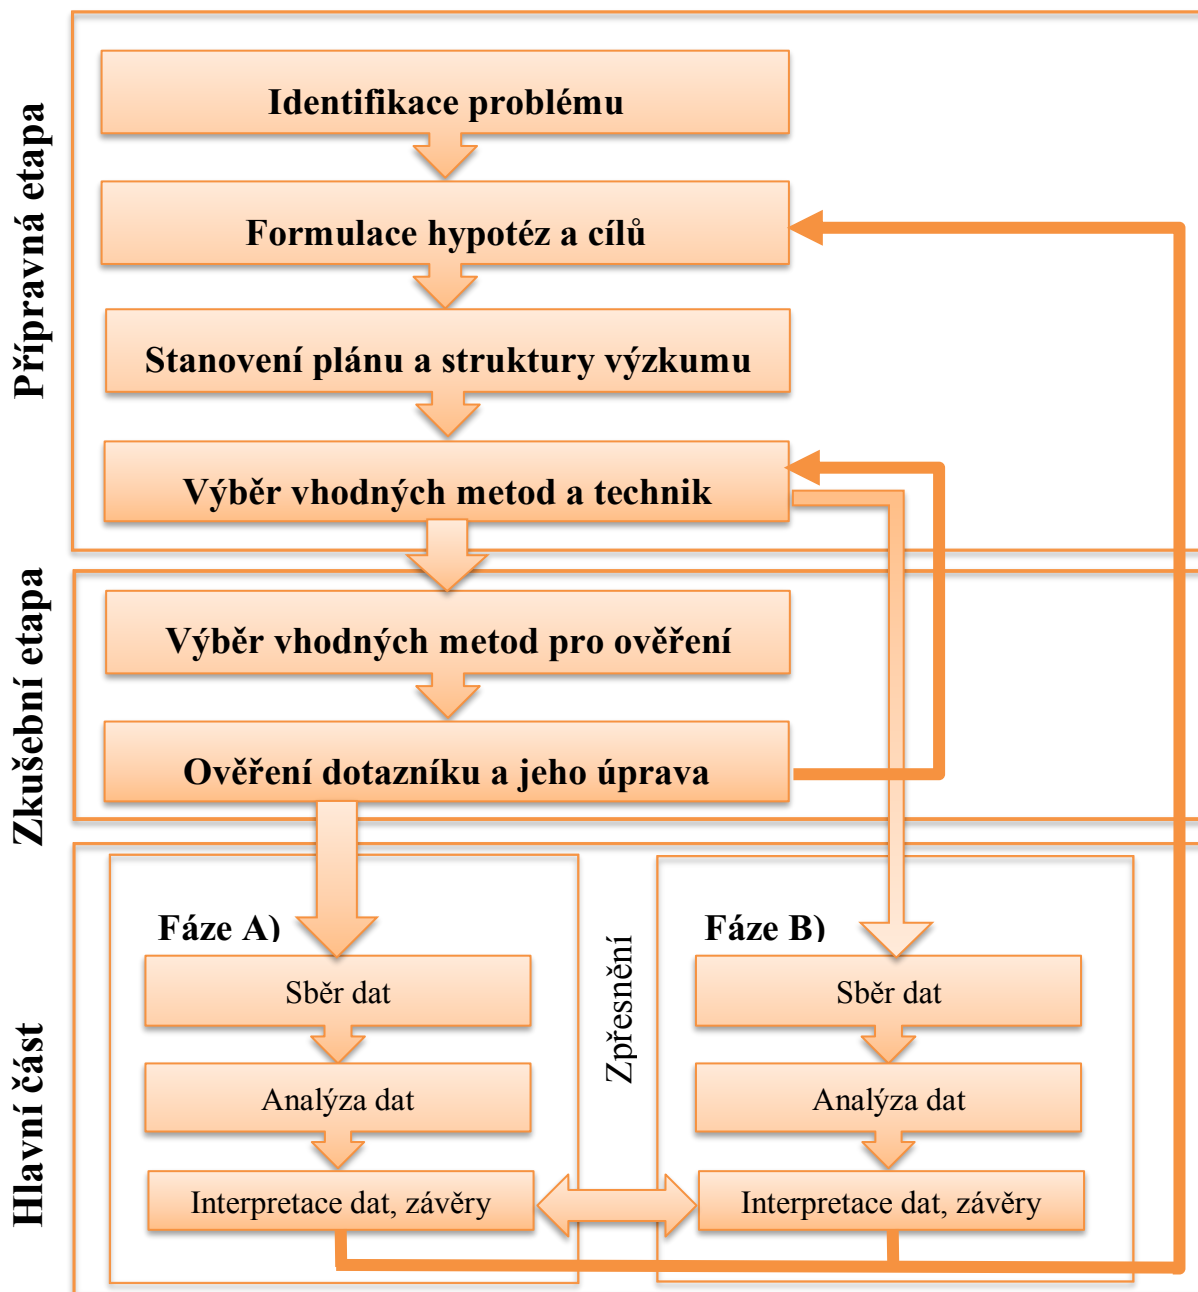 Přípravná etapa
Identifikace problému
Formulace hypotéz a cílů
Stanovení plánu a struktury výzkumu
Výběr vhodných metod a technik
Zkušební etapa
Výběr vhodných metod pro ověření
Ověření dotazníku a jeho úprava
Hlavní část
Fáze A)
Sběr dat
Analýza dat
Interpretace dat, závěry
Zpřesnění
Fáze B)
Sběr dat
Analýza dat
Interpretace dat, závěry